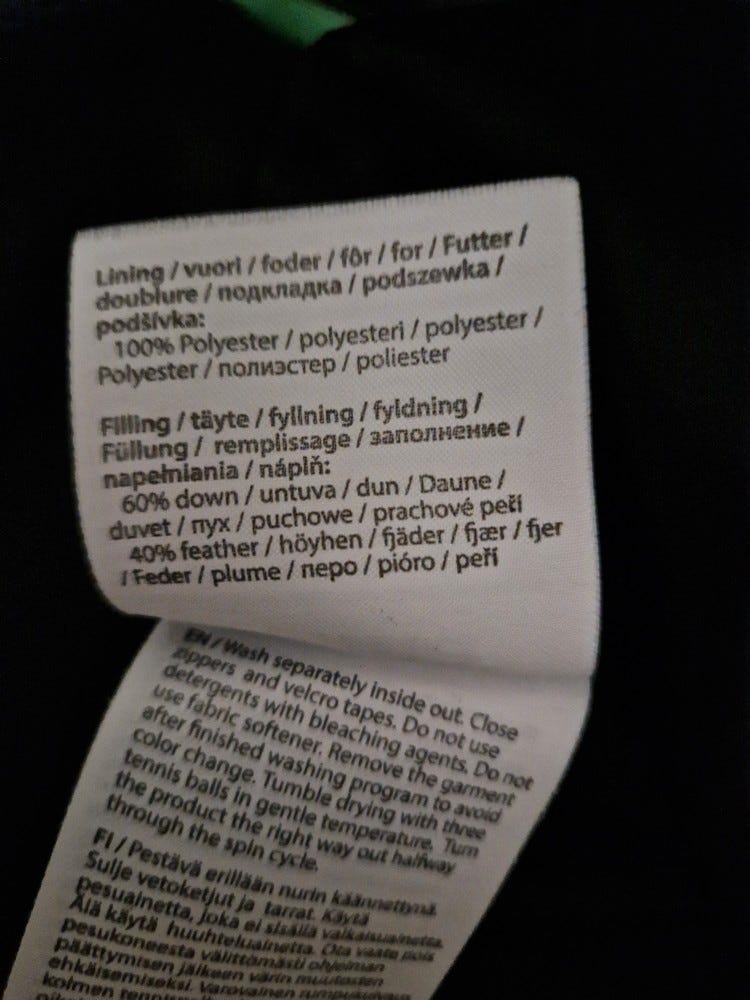 Lining / vuori / foder / fôr / for / Futter /
doublure / подкладка / podszewka /
podšívka:
100% Polyester / polyesteri / polyester /
Polyester / полиэстер / poliester
Filling / täyte / fyllning / fyldning /
Füllung / remplissage / заполнение /
napełniania / náplň:
60% down / untuva / dun / Daune /
duvet / пух / puchowe / prachové peří
40% feather / höyhen / fjäder / fjær / fjer
/ Feder / plume / перо / pióro / peří
EN / Wash separately inside out. Close
zippers and velcro tapes. Do not use
detergents with bleaching agents. Do not
use fabric softener. Remove the garment
after finished washing program to avoid
color change. Tumble drying with three
tennis balls in gentle temperature. Turn
the product the right way out halfway
through the spin cycle.
FI / Pestävä erillään nurin käännettynä.
Sulje vetoketjut ja tarrat. Käytä
pesuainetta, joka ei sisällä valkaisuainetta.
Älä käytä huuhteluainetta. Ota vaate pois
pesukoneesta välittömästi ohjelman
päättymisen jälkeen värin muutosten
ehkäisemiseksi. Varovainen rumpukuivaus
kolmen